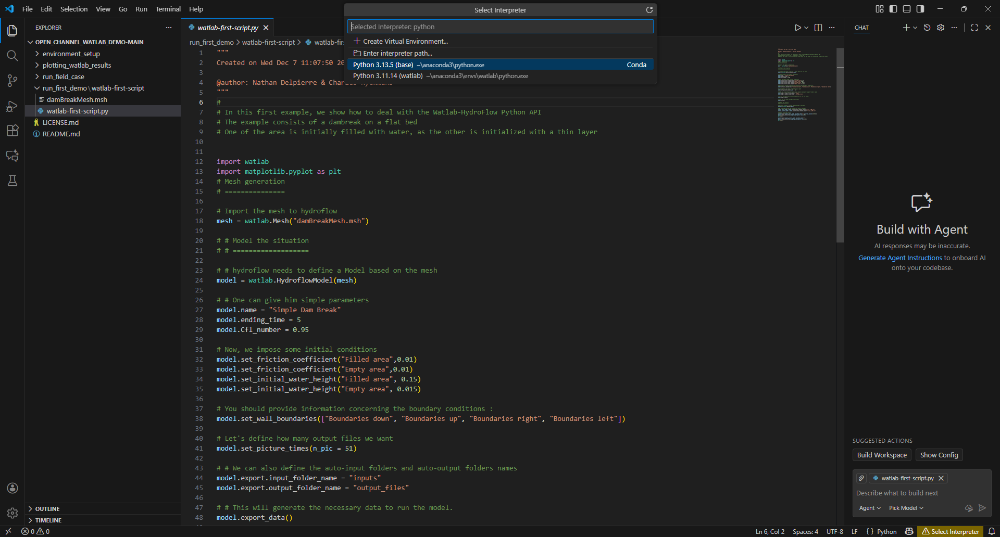 File Edit Selection View Go Run Terminal Help
Select Interpreter
Selected Interpreter: python
Create Virtual Environment...
Enter interpreter path...
Python 3.13.5 (base) ~\anaconda3\python.exe Conda
Python 3.11.14 (watlab) ~\anaconda3\envs\watlab\python.exe
EXPLORER
OPEN_CHANNEL_WATLAB_DEMO-MAIN
environment_setup
plotting_watlab_results
run_field_case
run_first_demo \ watlab-first-script
damBreakMesh.msh
watlab-first-script.py
LICENSE.md
README.md
OUTLINE
TIMELINE
watlab-first-script.py
run_first_demo > watlab-first-script > watlab-fir
1 """
2 Created on Wed Dec 7 11:07:50 20
3
4 @author: Nathan Delpierre & Char
5 """
6 #
7 # In this first example, we show how to deal with the Watlab-HydroFlow Python API
8 # The example consists of a dambreak on a flat bed
9 # One of the area is initially filled with water, as the other is initialized with a thin layer
10
11
12 import watlab
13 import matplotlib.pyplot as plt
14 # Mesh generation
15 # ===============
16
17 # Import the mesh to hydroflow
18 mesh = watlab.Mesh("damBreakMesh.msh")
19
20 # # Model the situation
21 # # ===================
22
23 # # hydroflow needs to define a Model based on the mesh
24 model = watlab.HydroflowModel(mesh)
25
26 # # One can give him simple parameters
27 model.name = "Simple Dam Break"
28 model.ending_time = 5
29 model.Cfl_number = 0.95
30
31 # Now, we impose some initial conditions
32 model.set_friction_coefficient("Filled area",0.01)
33 model.set_friction_coefficient("Empty area",0.01)
34 model.set_initial_water_height("Filled area", 0.15)
35 model.set_initial_water_height("Empty area", 0.015)
36
37 # You should provide information concerning the boundary conditions :
38 model.set_wall_boundaries(["Boundaries down", "Boundaries up", "Boundaries right", "Boundaries left"])
39
40 # Let's define how many output files we want
41 model.set_picture_times(n_pic = 51)
42
43 # # We can also define the auto-input folders and auto-output folders names
44 model.export.input_folder_name = "inputs"
45 model.export.output_folder_name = "output_files"
46
47 # # This will generate the necessary data to run the model.
48 model.export_data()
CHAT
Build with Agent
AI responses may be inaccurate.
Generate Agent Instructions to onboard AI
onto your codebase.
SUGGESTED ACTIONS
Build Workspace Show Config
watlab-first-script.py
Describe what to build next
Agent Pick Model
0 0
Ln 6, Col 2 Spaces: 4 UTF-8 LF { } Python Select Interpreter